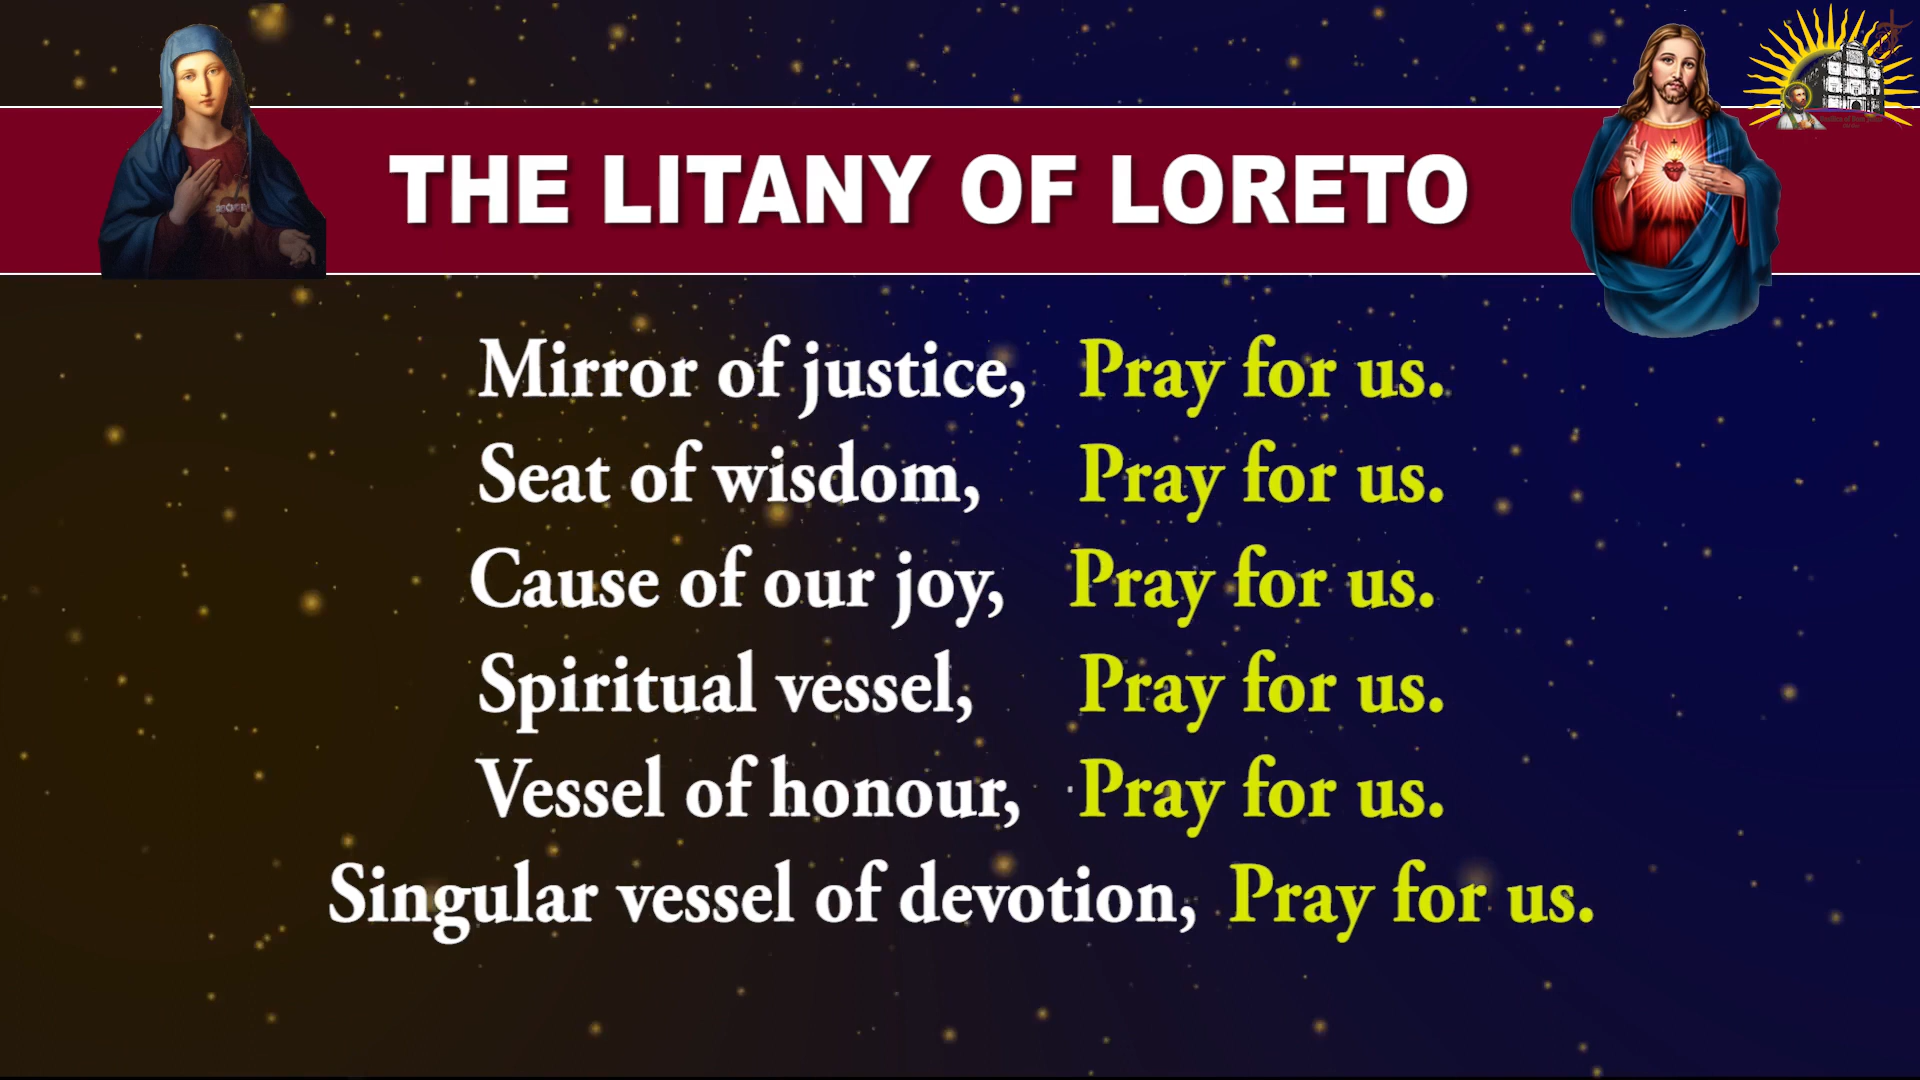 THE LITANY OF LORETO
Mirror of justice, Pray for us.
Seat of wisdom, Pray for us.
Cause of our joy, Pray for us.
Spiritual vessel, Pray for us.
Vessel of honour, Pray for us.
Singular vessel of devotion, Pray for us.